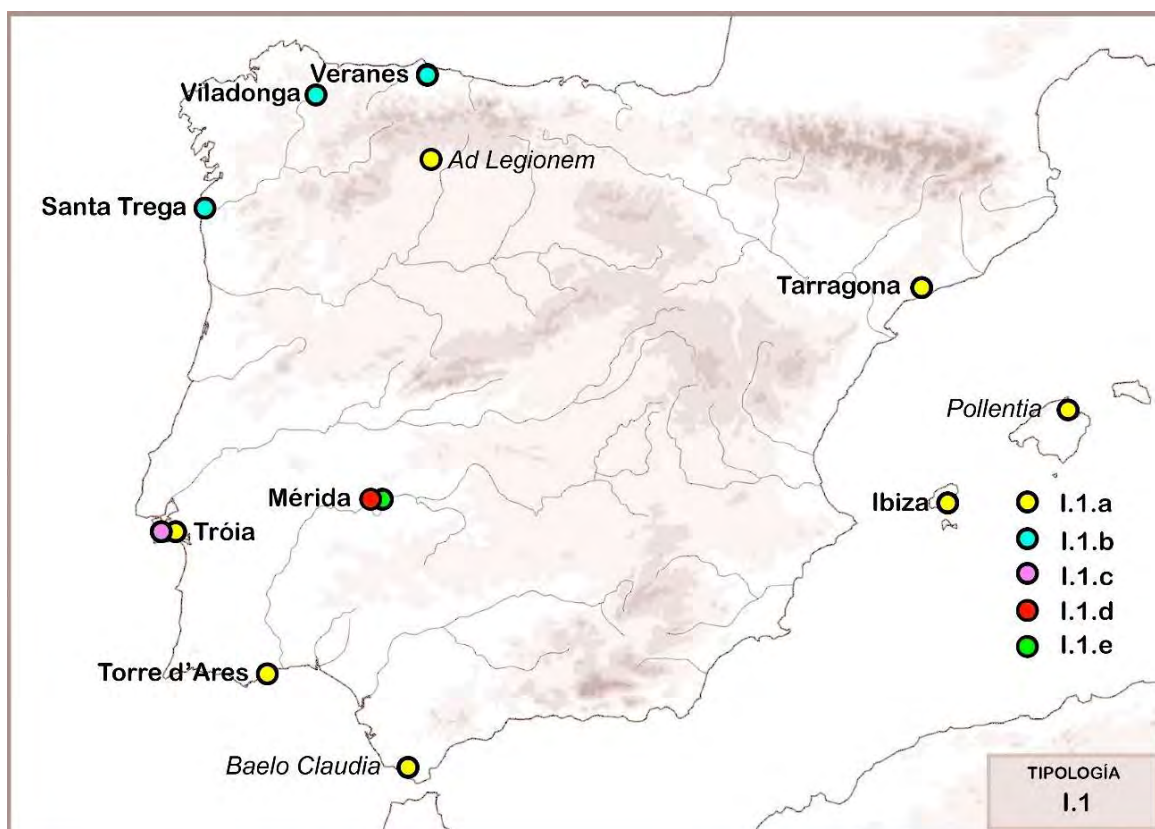 Veranes
Viladonga
Ad Legionem
Santa Trega
Tarragona
Pollentia
Mérida
Ibiza
I.1.a
Tróia
I.1.b
I.1.c
I.1.d
I.1.e
Torre d’Ares
Baelo Claudia
TIPOLOGÍA
I.1